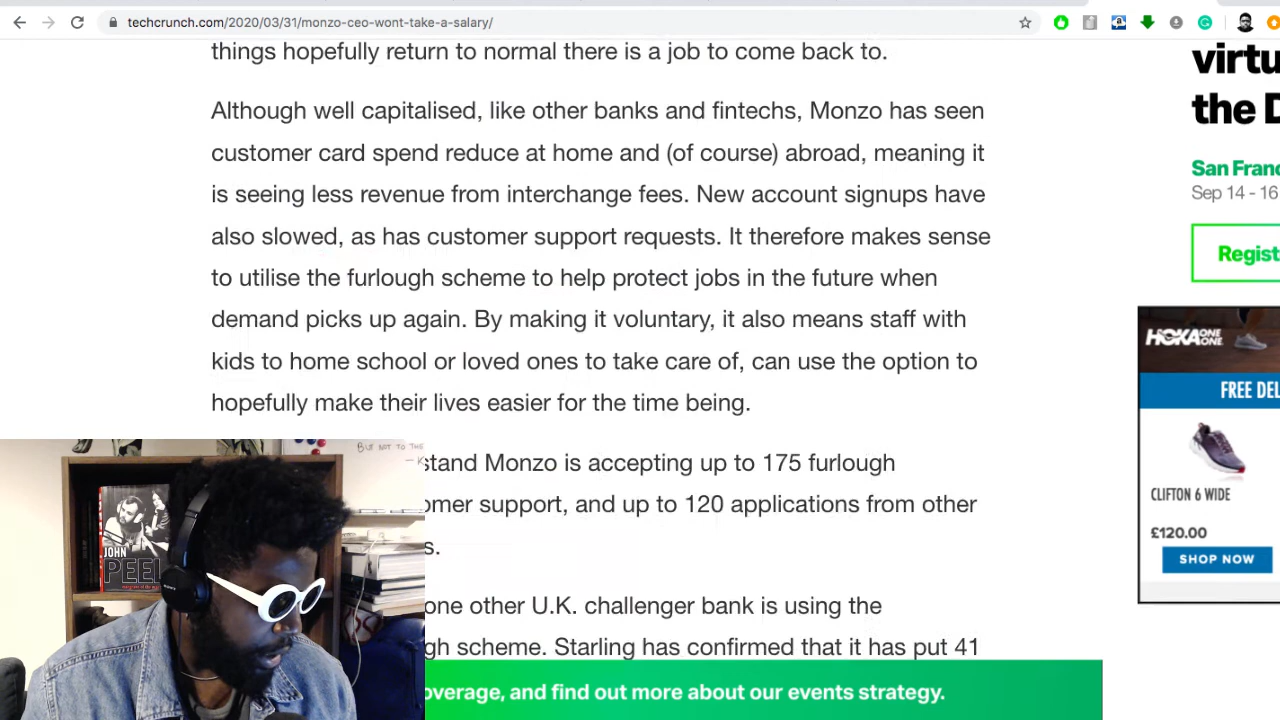 techcrunch.com/2020/03/31/monzo-ceo-wont-take-a-salary/
things hopefully return to normal there is a job to come back to.
Although well capitalised, like other banks and fintechs, Monzo has seen
customer card spend reduce at home and (of course) abroad, meaning it
is seeing less revenue from interchange fees. New account signups have
also slowed, as has customer support requests. It therefore makes sense
to utilise the furlough scheme to help protect jobs in the future when
demand picks up again. By making it voluntary, it also means staff with
kids to home school or loved ones to take care of, can use the option to
hopefully make their lives easier for the time being.
stand Monzo is accepting up to 175 furlough
omer support, and up to 120 applications from other
s.
one other U.K. challenger bank is using the
gh scheme. Starling has confirmed that it has put 41
overage, and find out more about our events strategy.
virtu
the D
San Franc
Sep 14 - 16
Regist
HOKA ONE ONE
FREE DEL
CLIFTON 6 WIDE
£120.00
SHOP NOW
BUT NOT TO THE
JOHN
PEEL
SONY